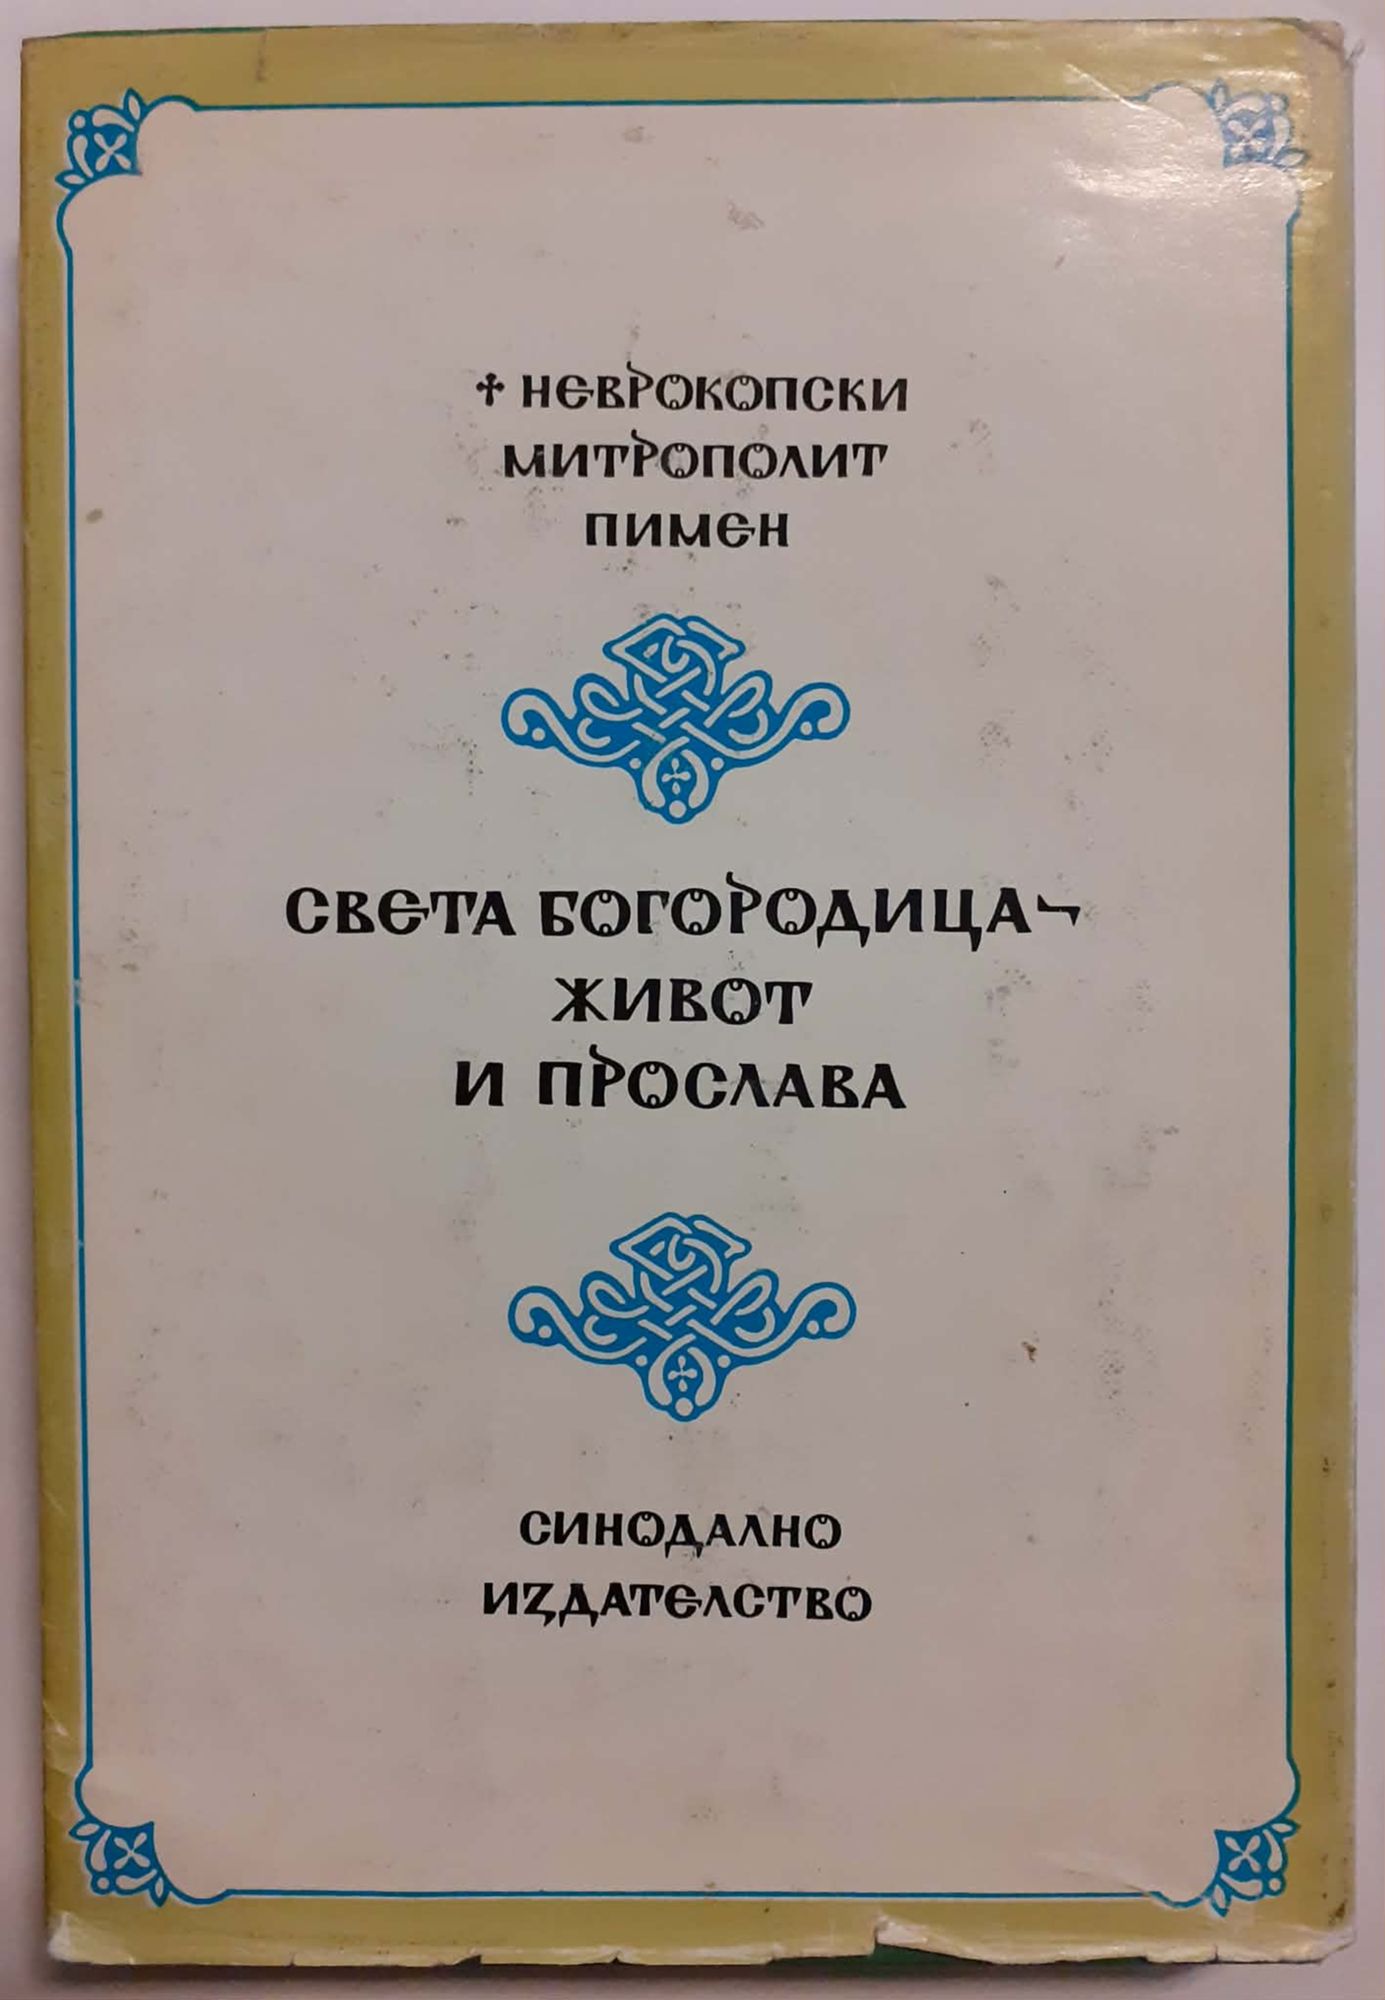 ✢ НЕВРОКОПСКИ
МИТРОПОЛИТ
ПИМЕН
СВЕТА БОГОРОДИЦА -
ЖИВОТ
И ПРОСЛАВА
СИНОДАЛНО
ИЗДАТЕЛСТВО